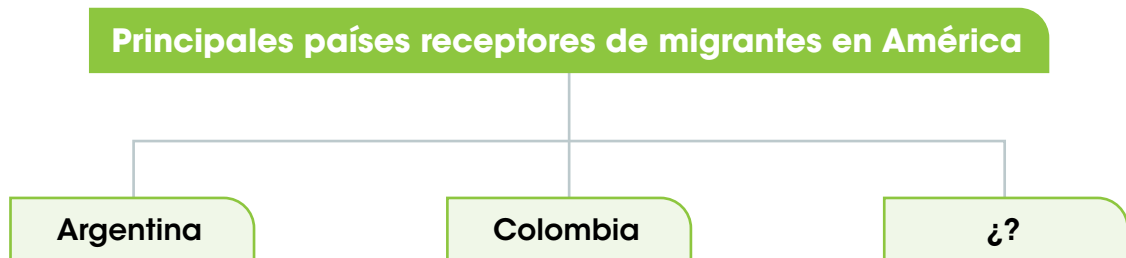 Principales países receptores de migrantes en América
Argentina
Colombia
¿?